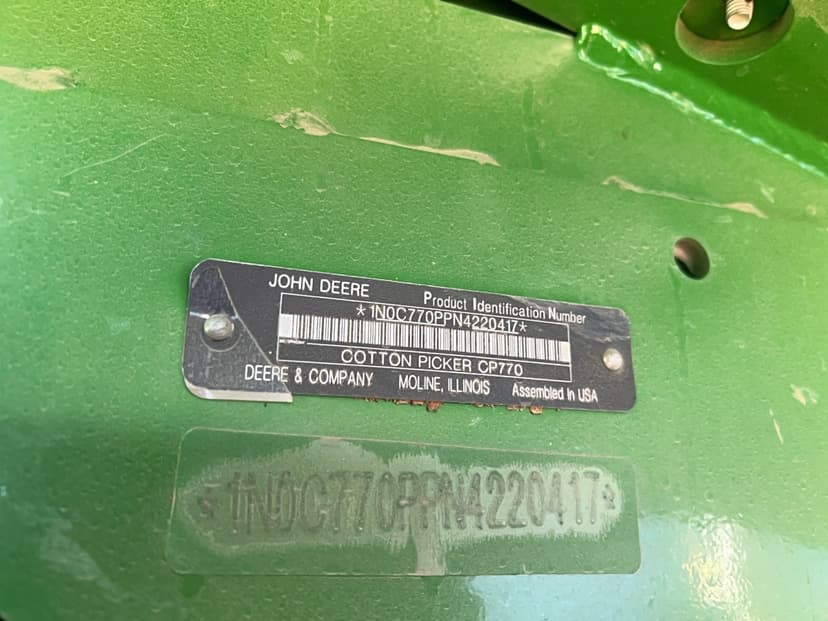 JOHN DEERE
Product Identification Number
*1N0C770PPN4220417*
COTTON PICKER CP770
DEERE & COMPANY MOLINE, ILLINOIS Assembled in USA
*1N0C770PPN4220417*